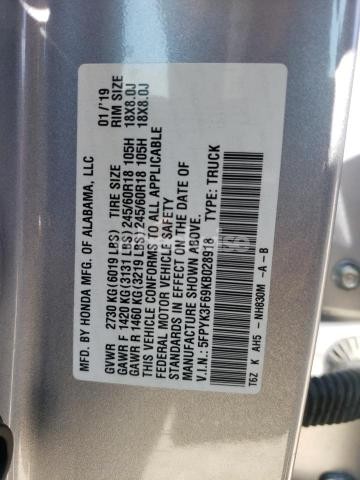 MFD. BY HONDA MFG. OF ALABAMA, LLC 01/'19
GVWR 2730 KG(6019 LBS) TIRE SIZE RIM SIZE
GAWR F 1420 KG(3131 LBS) 245/60R18 105H 18X8.0J
GAWR R 1460 KG(3219 LBS) 245/60R18 105H 18X8.0J
THIS VEHICLE CONFORMS TO ALL APPLICABLE
FEDERAL MOTOR VEHICLE SAFETY
STANDARDS IN EFFECT ON THE DATE OF
MANUFACTURE SHOWN ABOVE.
V.I.N.: 5FPYK3F69KB028918 TYPE: TRUCK
T6Z K AH5 - NH830M -A - B